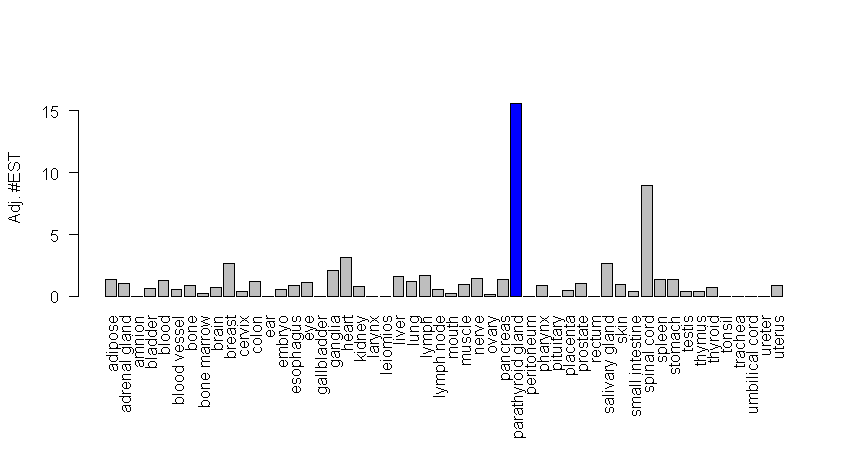 Adj. #EST
15
10
5
0
adipose
adrenal gland
amnion
bladder
blood
blood vessel
bone
bone marrow
brain
breast
cervix
colon
ear
embryo
esophagus
eye
gallbladder
ganglia
heart
kidney
larynx
leiomios
liver
lung
lymph
lymph node
mouth
muscle
nerve
ovary
pancreas
parathyroid gland
peritoneum
pharynx
pituitary
placenta
prostate
rectum
salivary gland
skin
small intestine
spinal cord
spleen
stomach
testis
thymus
thyroid
tonsil
trachea
umbilical cord
ureter
uterus